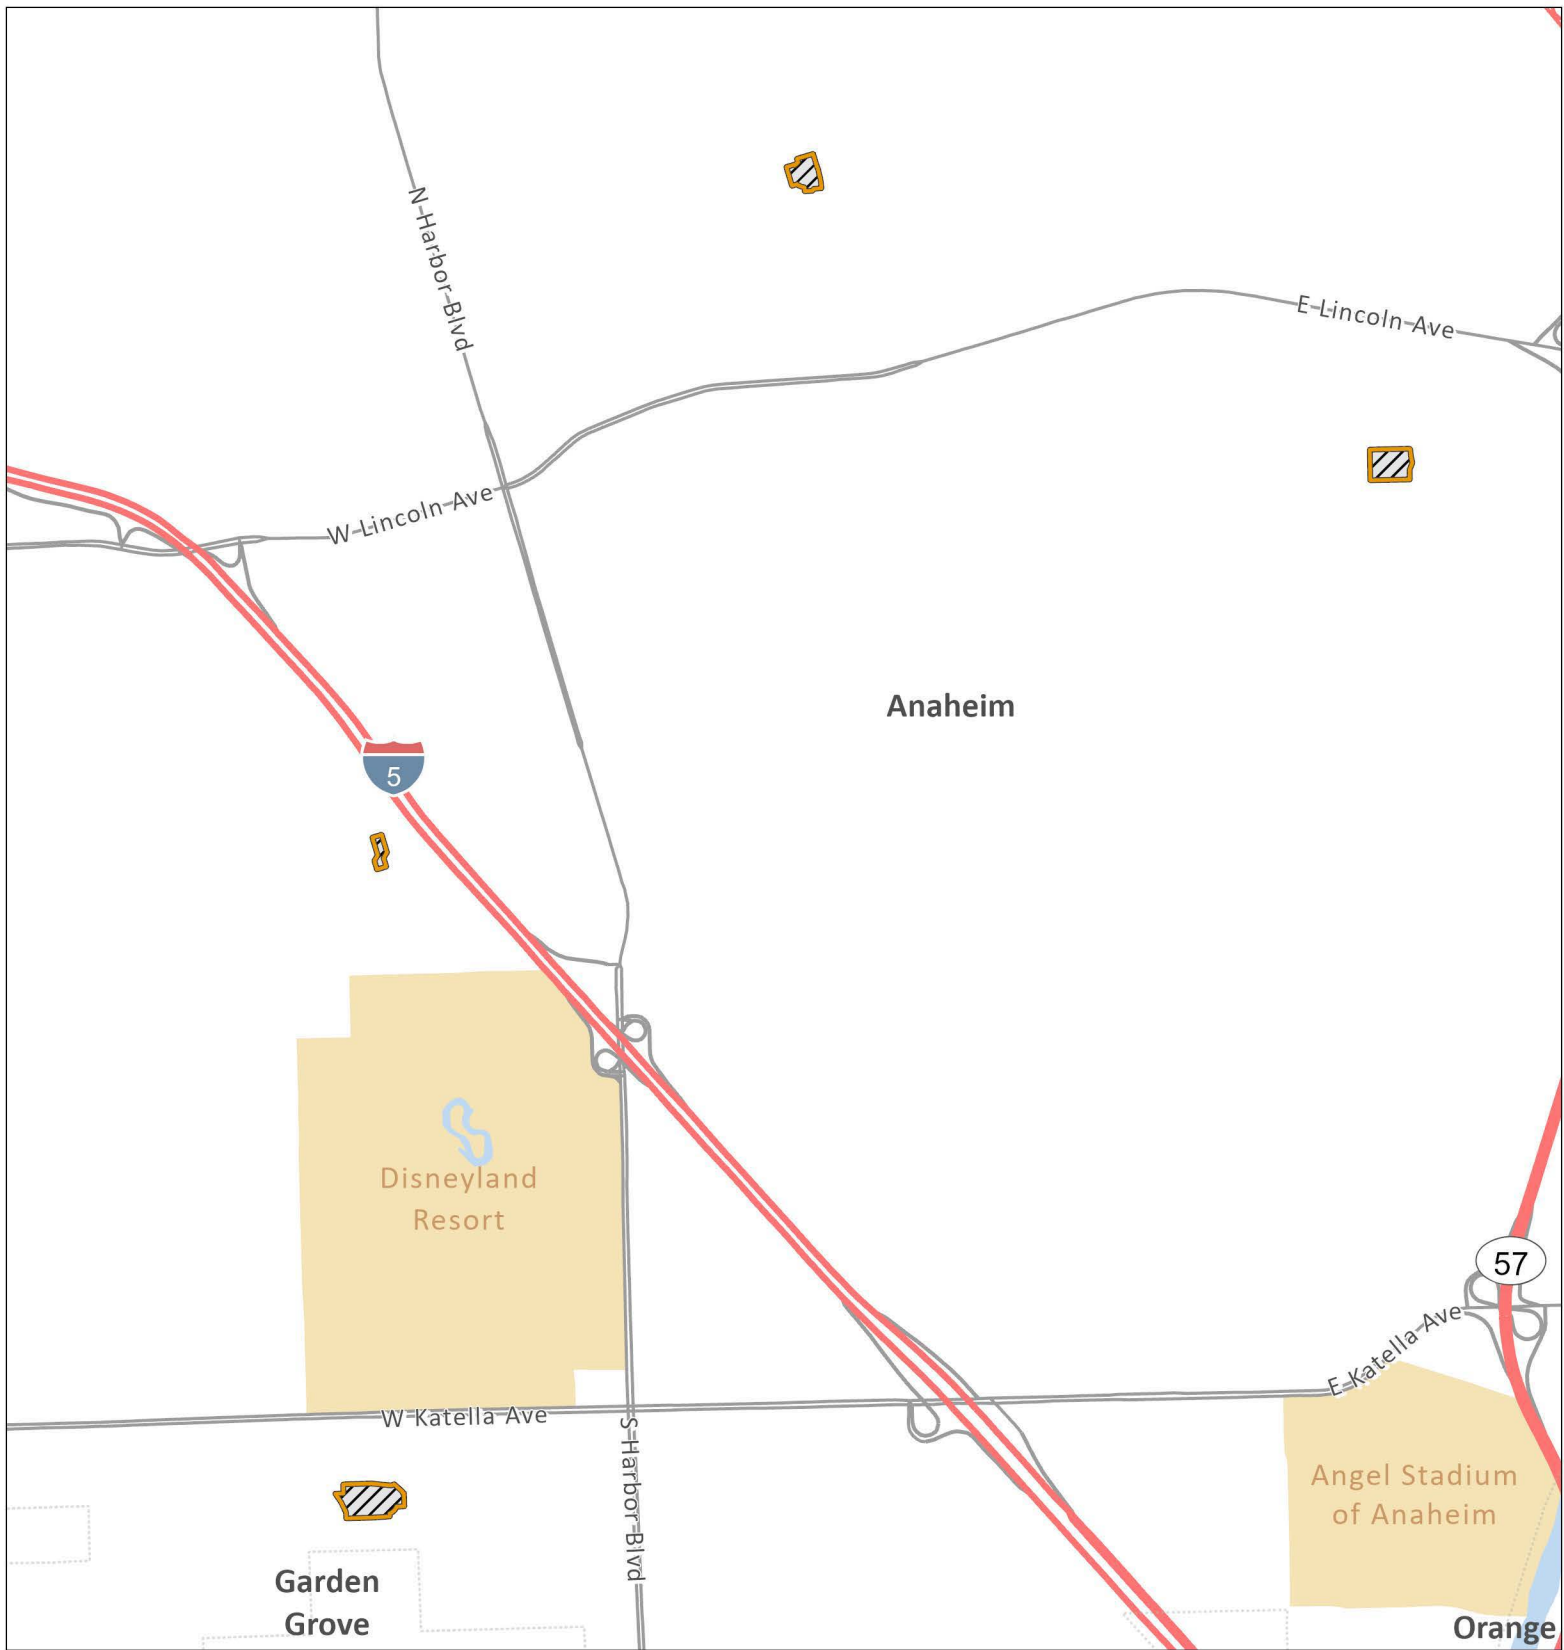 N Harbor Blvd
E Lincoln Ave
W Lincoln Ave
Anaheim
5
Disneyland
Resort
57
E Katella Ave
W Katella Ave
S Harbor Blvd
Angel Stadium
of Anaheim
Garden
Grove
Orange